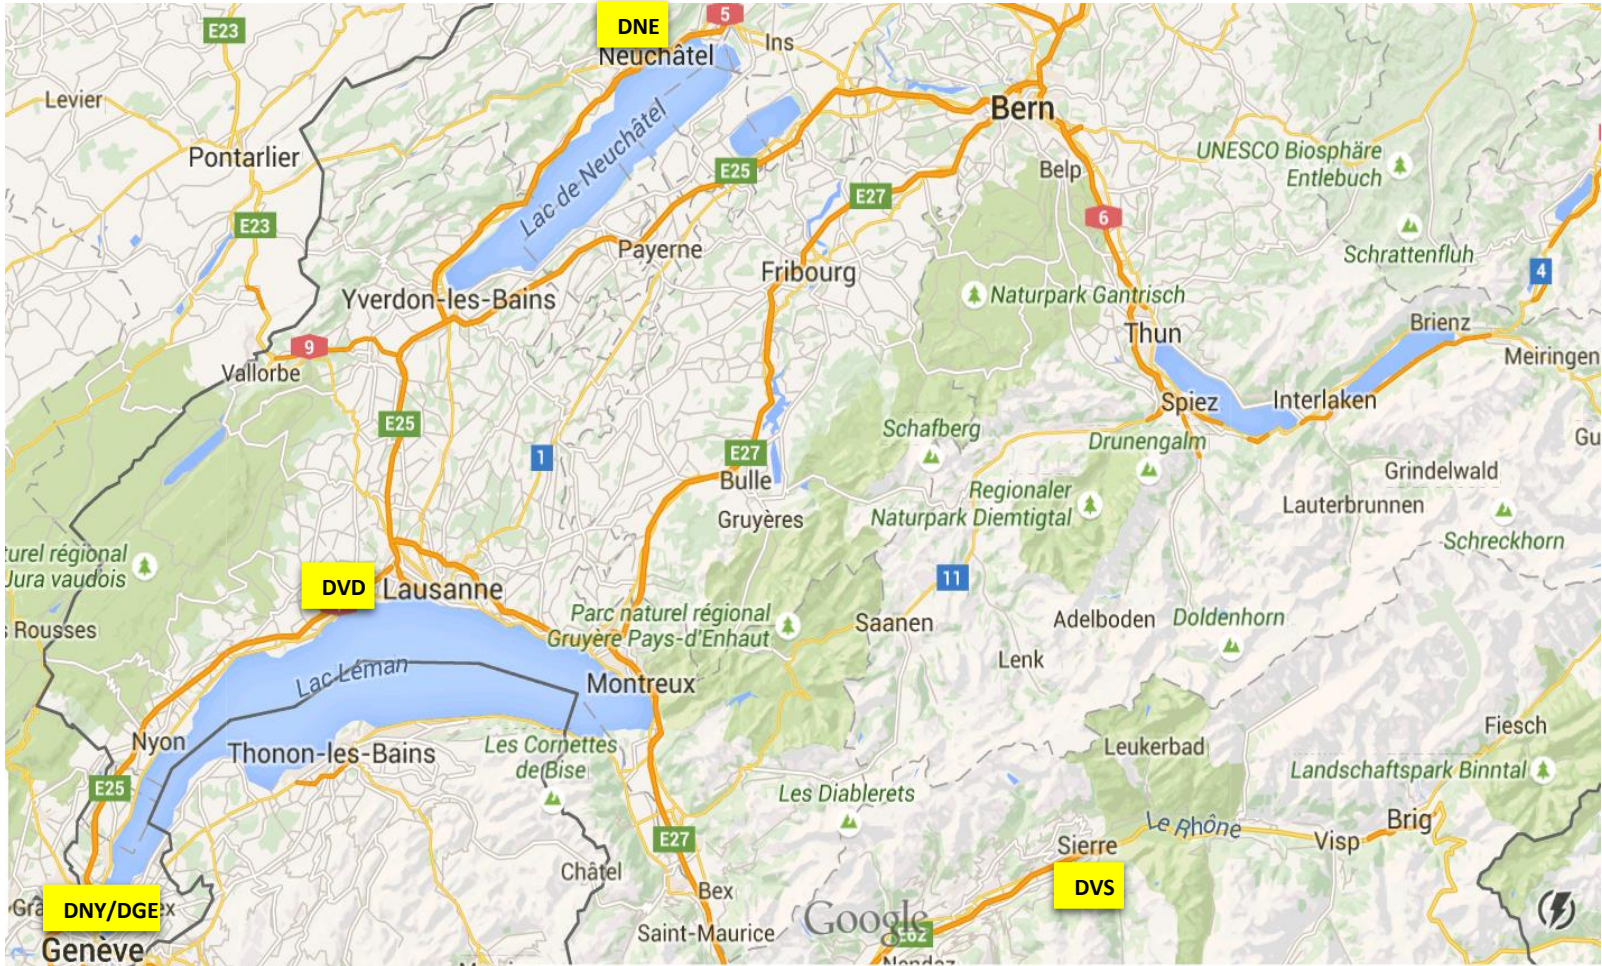 E23
DNE
5
Ins
Neuchâtel
Levier
Bern
Lac de Neuchâtel
Pontarlier
UNESCO Biosphäre
Entlebuch
E25
Belp
E27
6
E23
Schrattenfluh
Payerne
Fribourg
4
Yverdon-les-Bains
Naturpark Gantrisch
Thun
Brienz
9
Meiringen
Vallorbe
Spiez
Interlaken
E25
Schafberg
Drunengalm
1
E27
Bulle
Grindelwald
Regionaler
Naturpark Diemtigtal
Lauterbrunnen
Gruyères
Schreckhorn
turel régional
Jura vaudois
DVD
Lausanne
11
Parc naturel régional
Gruyère Pays-d'Enhaut
Saanen
Adelboden
Doldenhorn
s Rousses
Lenk
Lac Léman
Montreux
Nyon
Thonon-les-Bains
Les Cornettes
de Bise
Leukerbad
Fiesch
E25
Landschaftspark Binntal
Les Diablerets
Le Rhône
Brig
E27
Sierre
Visp
Châtel
DVS
Bex
DNY/DGE
Google
Genève
Saint-Maurice
E62